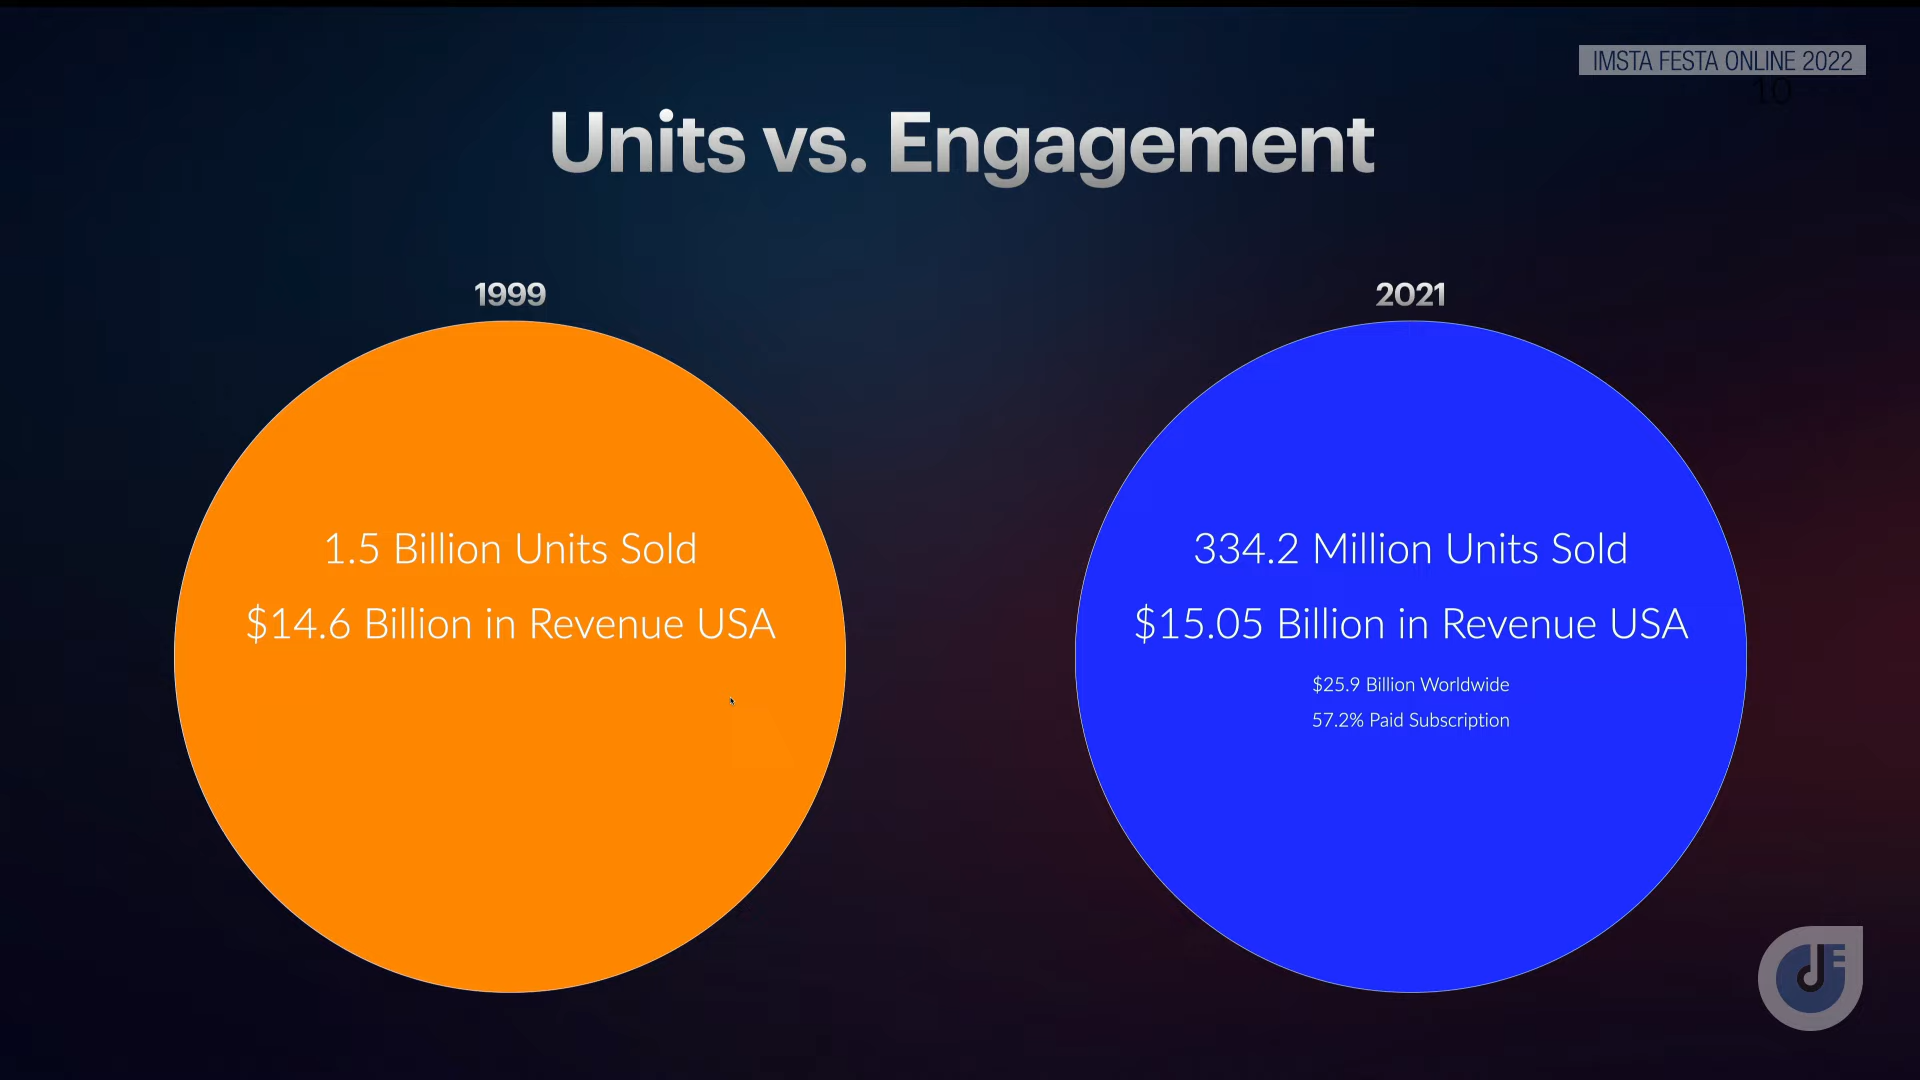 IMSTA FESTA ONLINE 2022
10
Units vs. Engagement
1999
1.5 Billion Units Sold
$14.6 Billion in Revenue USA
2021
334.2 Million Units Sold
$15.05 Billion in Revenue USA
$25.9 Billion Worldwide
57.2% Paid Subscription